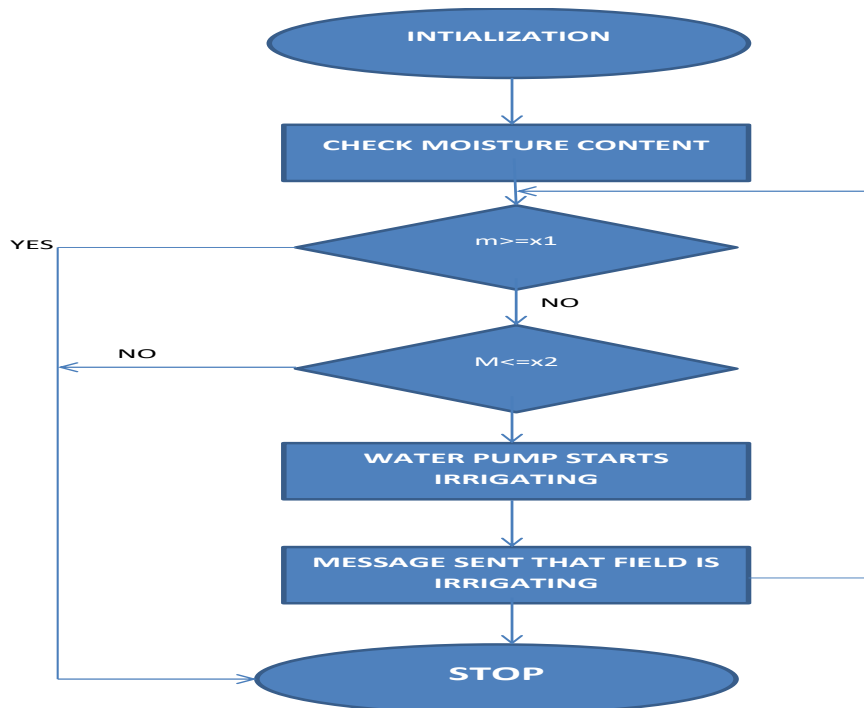 INTIALIZATION
CHECK MOISTURE CONTENT
m>=x1
YES
NO
M<=x2
NO
WATER PUMP STARTS
IRRIGATING
MESSAGE SENT THAT FIELD IS
IRRIGATING
STOP